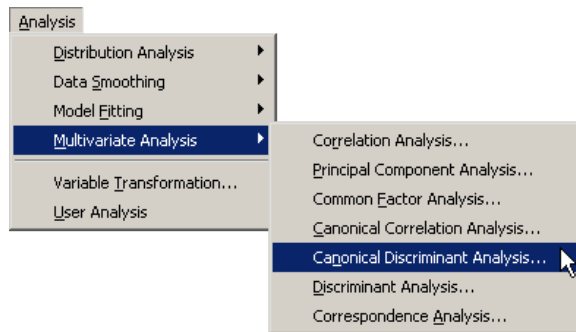 Analysis
Distribution Analysis
Data Smoothing
Model Fitting
Multivariate Analysis
Variable Transformation...
User Analysis
Correlation Analysis...
Principal Component Analysis...
Common Factor Analysis...
Canonical Correlation Analysis...
Canonical Discriminant Analysis...
Discriminant Analysis...
Correspondence Analysis...